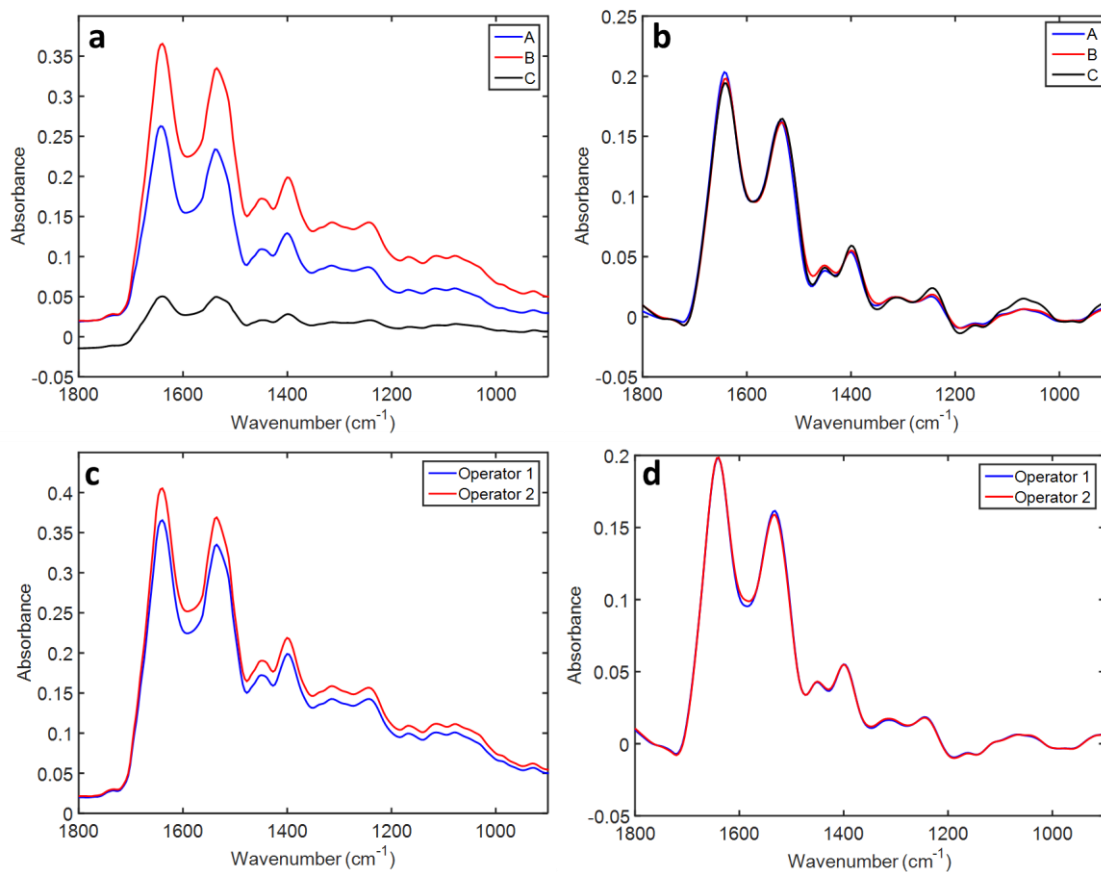 a
A
B
C
0.35
0.3
0.25
0.2
0.15
0.1
0.05
0
-0.05
Absorbance
1800
1600
1400
1200
1000
Wavenumber (cm-1)
b
A
B
C
0.25
0.2
0.15
0.1
0.05
0
-0.05
Absorbance
1800
1600
1400
1200
1000
Wavenumber (cm-1)
c
Operator 1
Operator 2
0.4
0.35
0.3
0.25
0.2
0.15
0.1
0.05
0
Absorbance
1800
1600
1400
1200
1000
Wavenumber (cm-1)
d
Operator 1
Operator 2
0.2
0.15
0.1
0.05
0
-0.05
Absorbance
1800
1600
1400
1200
1000
Wavenumber (cm-1)